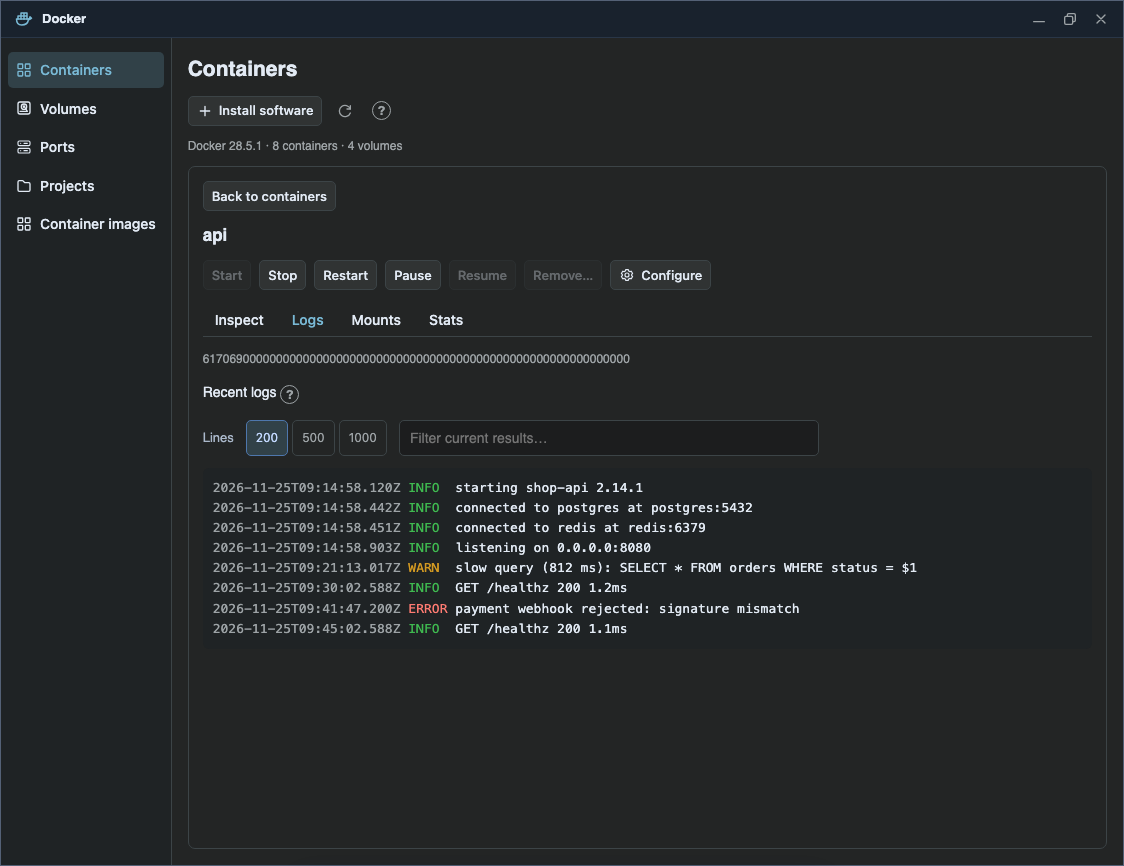 Docker
Containers
Volumes
Ports
Projects
Container images
Containers
Install software
?
Docker 28.5.1 · 8 containers · 4 volumes
Back to containers
api
Start Stop Restart Pause Resume Remove... Configure
Inspect Logs Mounts Stats
6170690000000000000000000000000000000000000000000000000000000000
Recent logs ?
Lines 200 500 1000 Filter current results…
2026-11-25T09:14:58.120Z INFO starting shop-api 2.14.1
2026-11-25T09:14:58.442Z INFO connected to postgres at postgres:5432
2026-11-25T09:14:58.451Z INFO connected to redis at redis:6379
2026-11-25T09:14:58.903Z INFO listening on 0.0.0.0:8080
2026-11-25T09:21:13.017Z WARN slow query (812 ms): SELECT * FROM orders WHERE status = $1
2026-11-25T09:30:02.588Z INFO GET /healthz 200 1.2ms
2026-11-25T09:41:47.200Z ERROR payment webhook rejected: signature mismatch
2026-11-25T09:45:02.588Z INFO GET /healthz 200 1.1ms